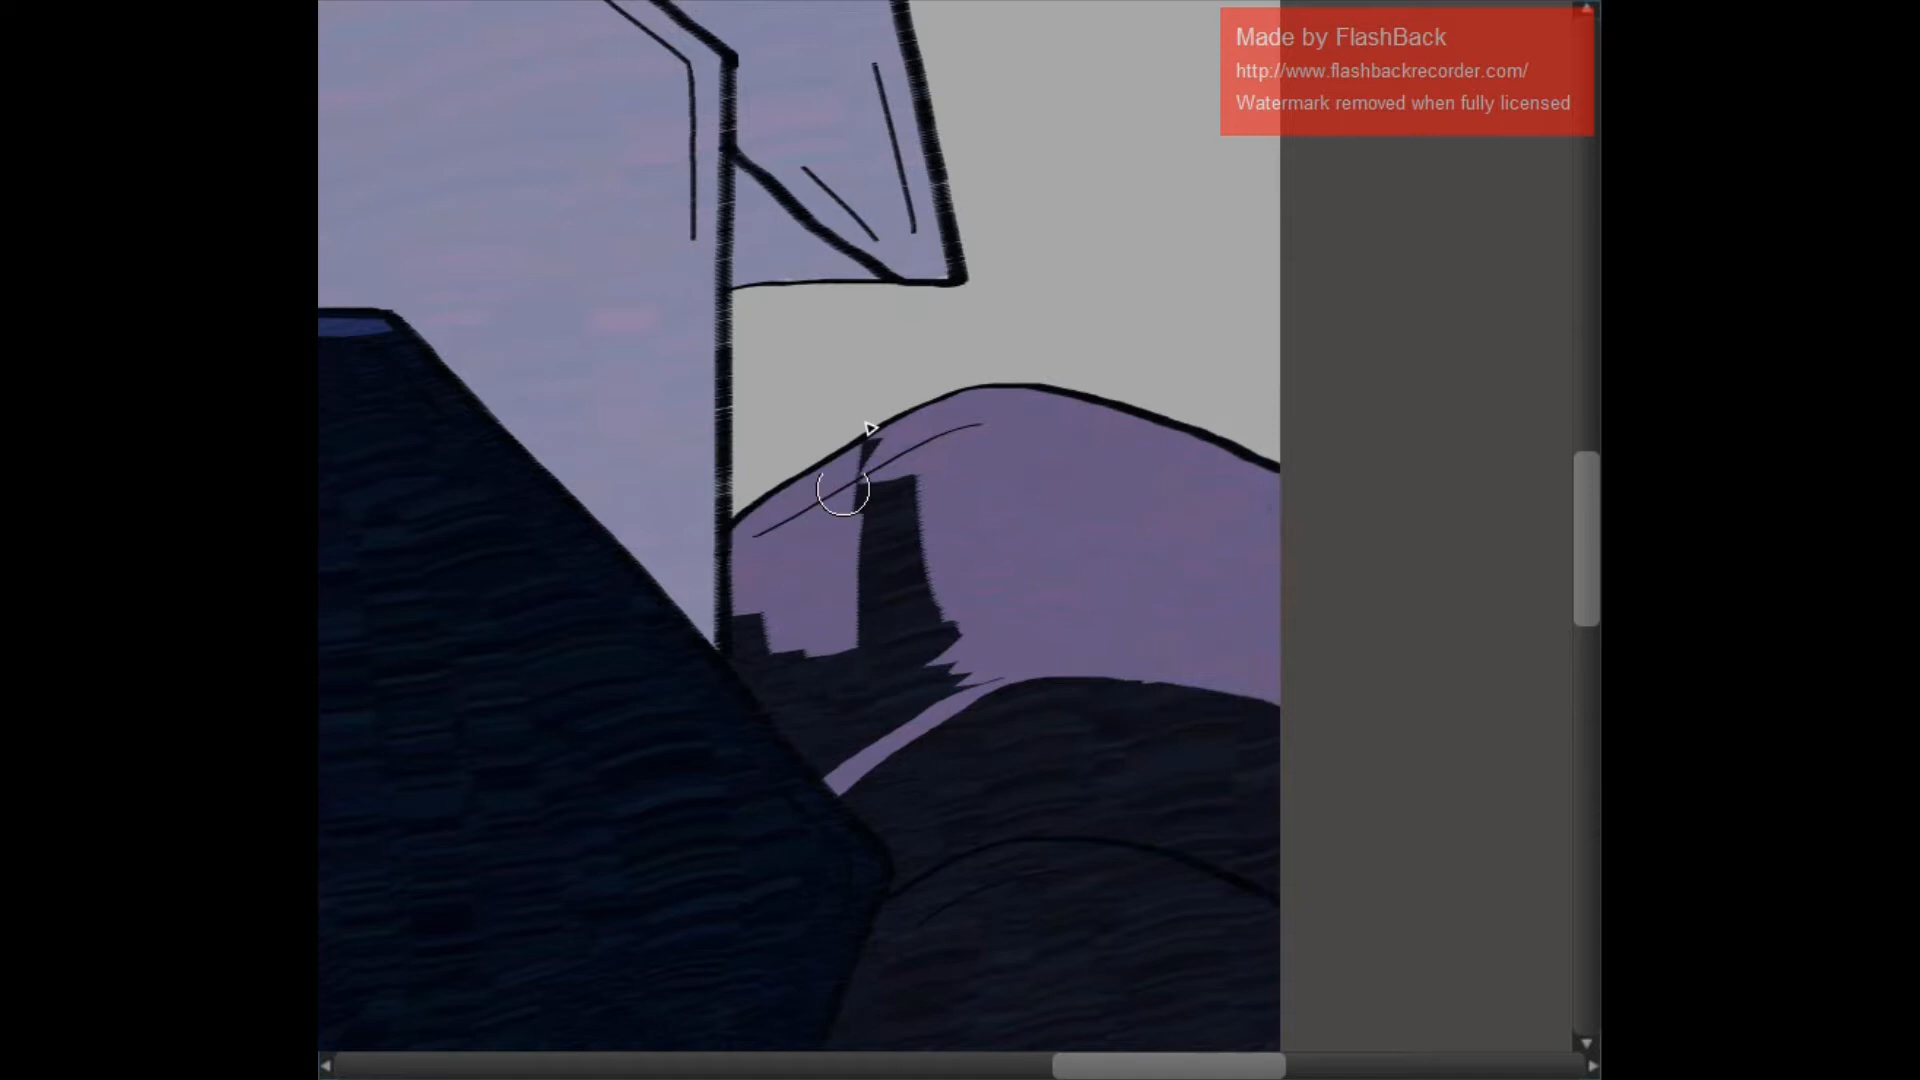 Made by FlashBack
http://www.flashbackrecorder.com/
Watermark removed when fully licensed